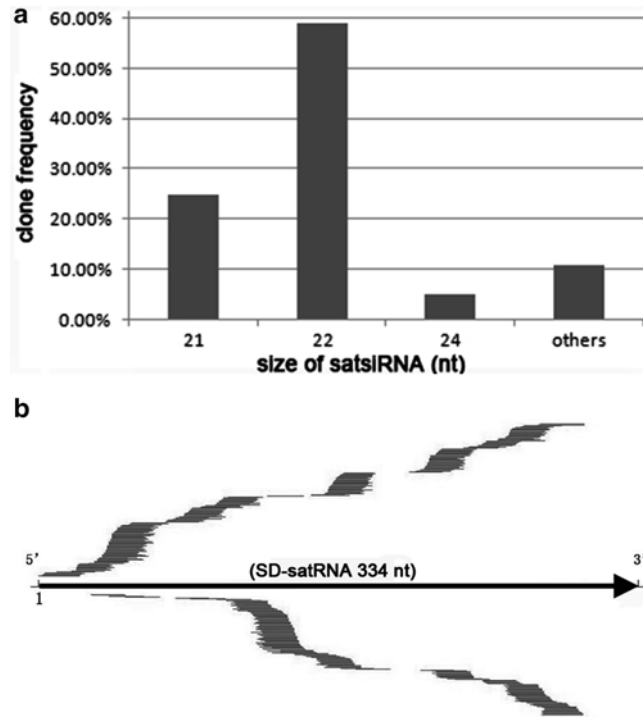 a
60.00%
50.00%
40.00%
30.00%
20.00%
10.00%
0.00%
clone frequency
21 22 24 others
size of satsiRNA (nt)
b
5' 3'
(SD-satRNA 334 nt)
1